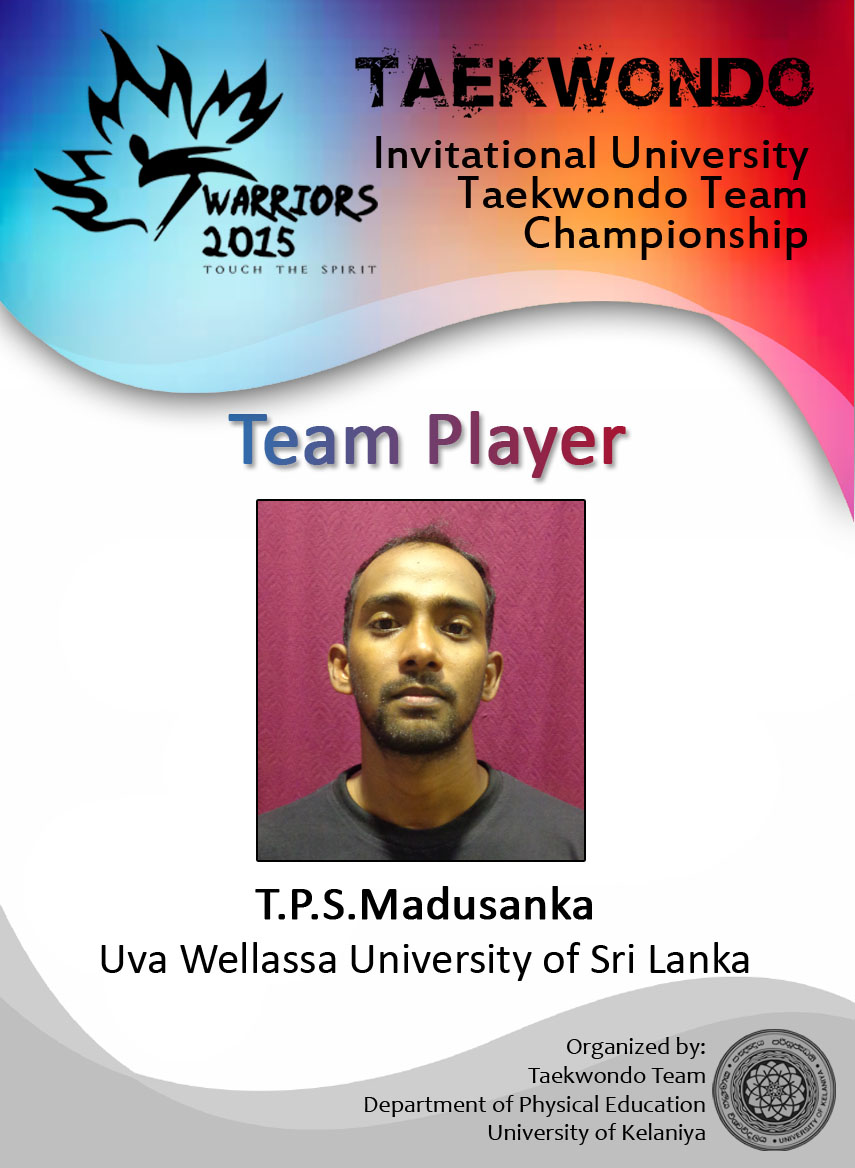 TAEKWONDO
Invitational University
Taekwondo Team
Championship
WARRIORS
2015
TOUCH THE SPIRIT
Team Player
T.P.S.Madusanka
Uva Wellassa University of Sri Lanka
Organized by:
Taekwondo Team
Department of Physical Education
University of Kelaniya
UNIVERSITY OF KELANIYA